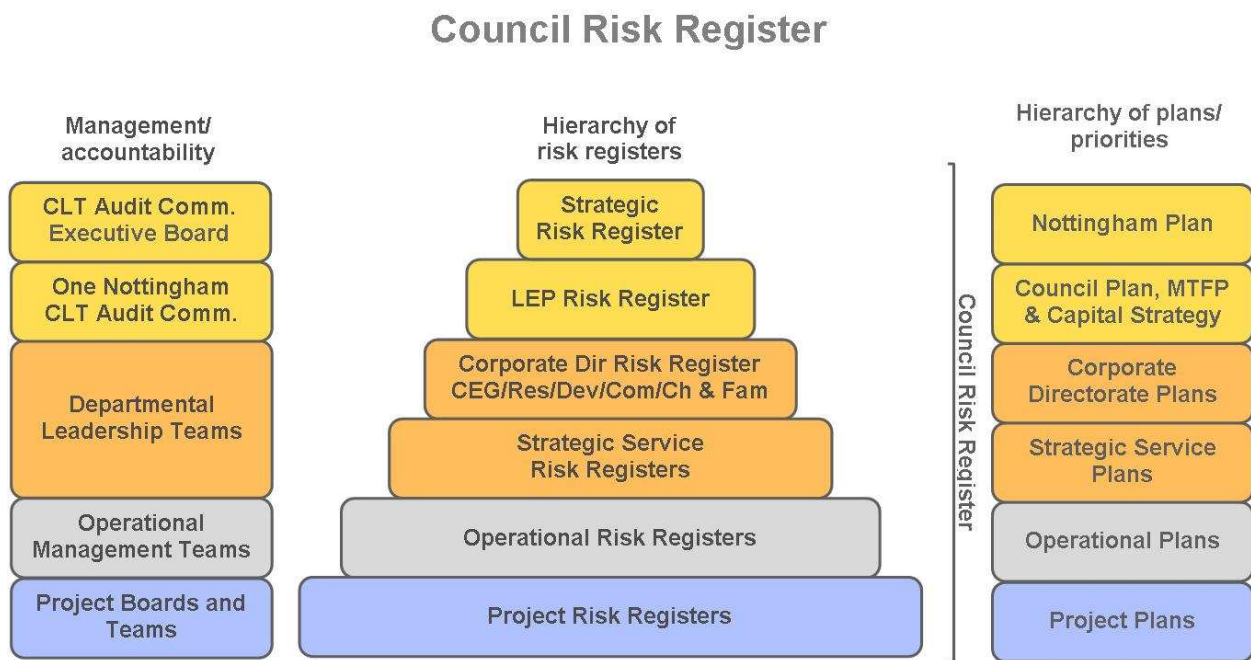 Council Risk Register
Management/
accountability
CLT Audit Comm.
Executive Board
One Nottingham
CLT Audit Comm.
Departmental
Leadership Teams
Operational
Management Teams
Project Boards and
Teams
Hierarchy of
risk registers
Strategic
Risk Register
LEP Risk Register
Corporate Dir Risk Register
CEG/Res/Dev/Com/Ch & Fam
Strategic Service
Risk Registers
Operational Risk Registers
Project Risk Registers
Council Risk Register
Hierarchy of plans/
priorities
Nottingham Plan
Council Plan, MTFP
& Capital Strategy
Corporate
Directorate Plans
Strategic Service
Plans
Operational Plans
Project Plans